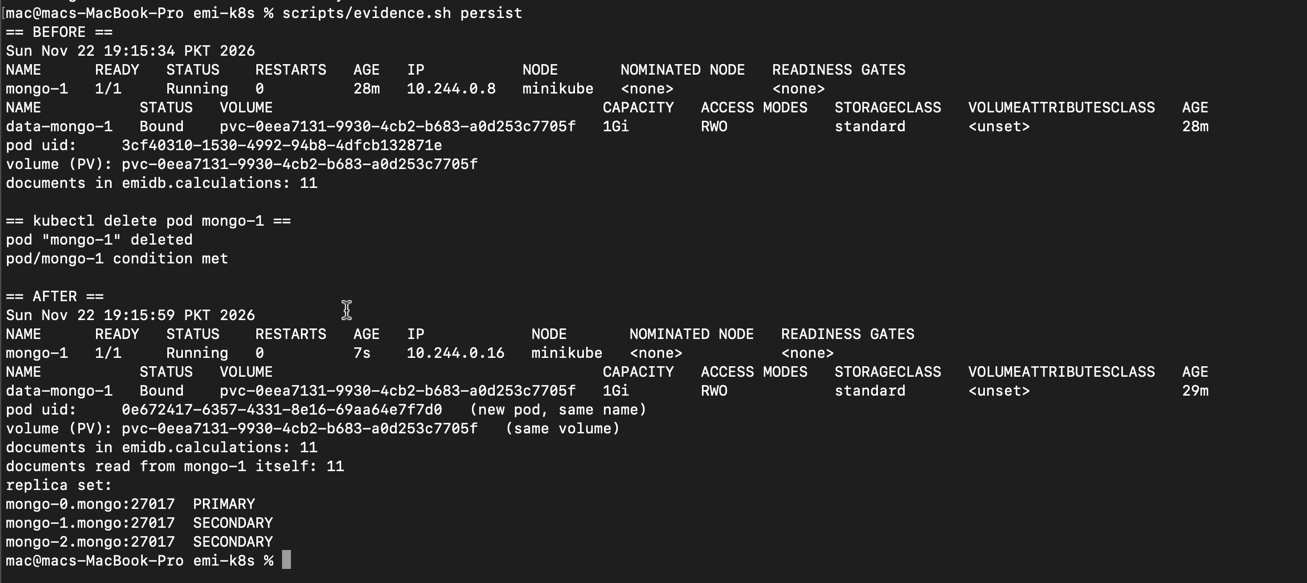 mac@macs-MacBook-Pro emi-k8s % scripts/evidence.sh persist
== BEFORE ==
Sun Nov 22 19:15:34 PKT 2026
NAME READY STATUS RESTARTS AGE IP NODE NOMINATED NODE READINESS GATES
mongo-1 1/1 Running 0 28m 10.244.0.8 minikube <none> <none>
NAME STATUS VOLUME CAPACITY ACCESS MODES STORAGECLASS VOLUMEATTRIBUTESCLASS AGE
data-mongo-1 Bound pvc-0eea7131-9930-4cb2-b683-a0d253c7705f 1Gi RWO standard <unset> 28m
pod uid: 3cf40310-1530-4992-94b8-4dfcb132871e
volume (PV): pvc-0eea7131-9930-4cb2-b683-a0d253c7705f
documents in emidb.calculations: 11
== kubectl delete pod mongo-1 ==
pod "mongo-1" deleted
pod/mongo-1 condition met
== AFTER ==
Sun Nov 22 19:15:59 PKT 2026
NAME READY STATUS RESTARTS AGE IP NODE NOMINATED NODE READINESS GATES
mongo-1 1/1 Running 0 7s 10.244.0.16 minikube <none> <none>
NAME STATUS VOLUME CAPACITY ACCESS MODES STORAGECLASS VOLUMEATTRIBUTESCLASS AGE
data-mongo-1 Bound pvc-0eea7131-9930-4cb2-b683-a0d253c7705f 1Gi RWO standard <unset> 29m
pod uid: 0e672417-6357-4331-8e16-69aa64e7f7d0 (new pod, same name)
volume (PV): pvc-0eea7131-9930-4cb2-b683-a0d253c7705f (same volume)
documents in emidb.calculations: 11
documents read from mongo-1 itself: 11
replica set:
mongo-0.mongo:27017 PRIMARY
mongo-1.mongo:27017 SECONDARY
mongo-2.mongo:27017 SECONDARY
mac@macs-MacBook-Pro emi-k8s %